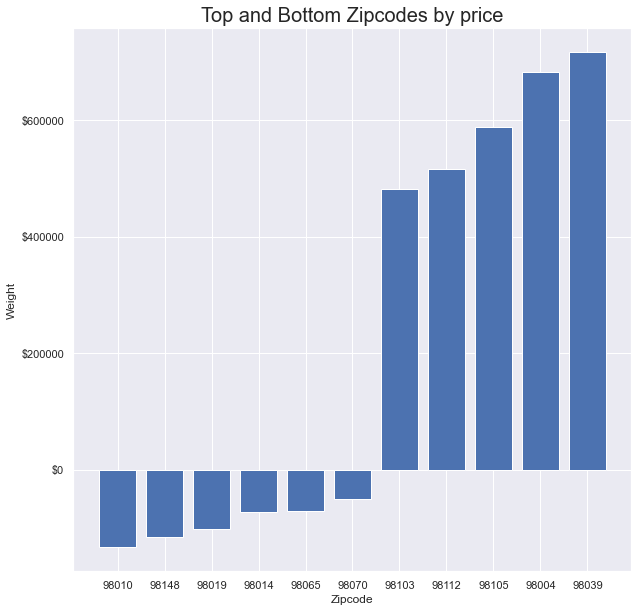 Top and Bottom Zipcodes by price
$600000
$400000
$200000
$0
Weight
98010 98148 98019 98014 98065 98070 98103 98112 98105 98004 98039
Zipcode